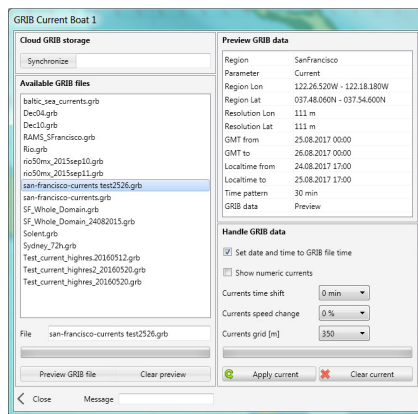 GRIB Current Boat 1
Cloud GRIB storage
Synchronize
Available GRIB files
baltic_sea_currents.grb
Dec04.grb
Dec10.grb
RAMS_SFrancisco.grb
Rio.grb
rio50mx_2015sep10.grb
rio50mx_2015sep11.grb
san-francisco-currents test2526.grb
san-francisco-currents.grb
SF_Whole_Domain.grb
SF_Whole_Domain_24082015.grb
Solent.grb
Sydney_72h.grb
Test_current_highres.20160512.grb
Test_current_highres2_20160520.grb
Test_current_highres_20160520.grb
File san-francisco-currents test2526.grb
Preview GRIB file Clear preview
Close Message
Preview GRIB data
Region SanFrancisco
Parameter Current
Region Lon 122.26.520W - 122.18.180W
Region Lat 037.48.060N - 037.54.600N
Resolution Lon 111 m
Resolution Lat 111 m
GMT from 25.08.2017 00:00
GMT to 26.08.2017 00:00
Localtime from 24.08.2017 17:00
Localtime to 25.08.2017 17:00
Time pattern 30 min
GRIB data Preview
Handle GRIB data
Set date and time to GRIB file time
Show numeric currents
Currents time shift 0 min
Currents speed change 0 %
Currents grid [m] 350
Apply current Clear current